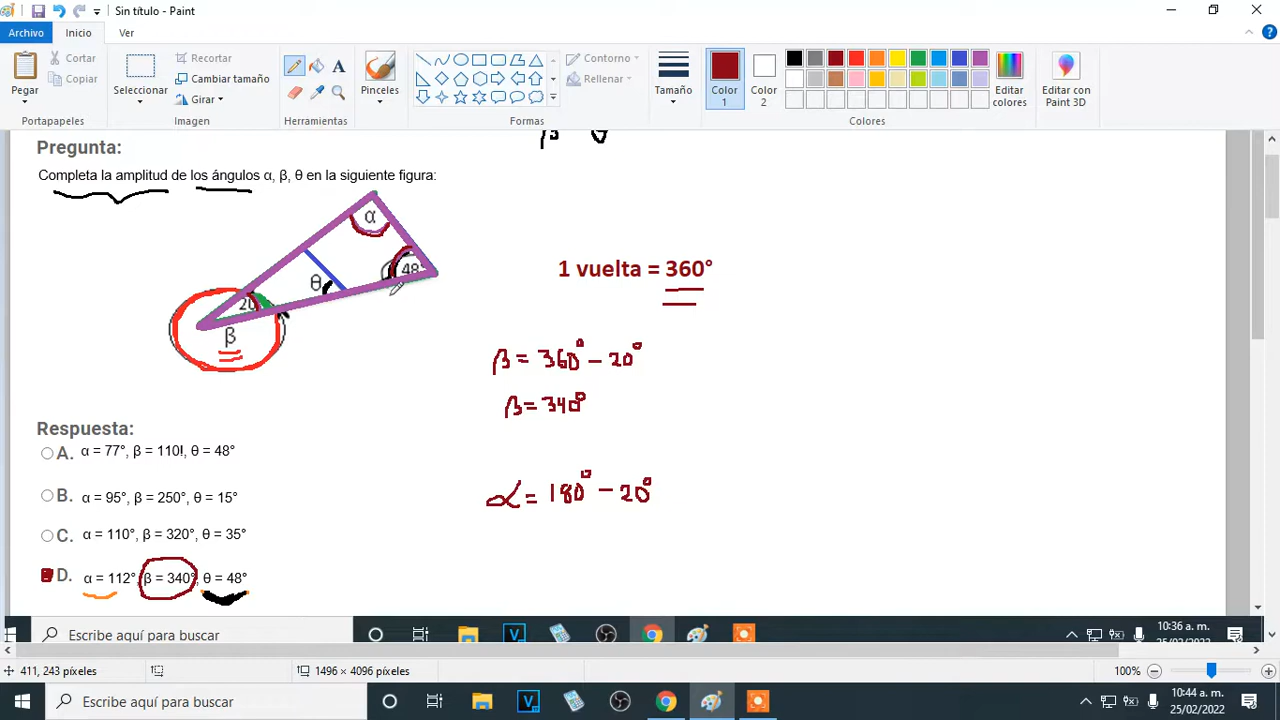 Sin título - Paint
Archivo Inicio Ver
Pegar
Cortar
Copiar
Portapapeles
Seleccionar
Recortar
Cambiar tamaño
Girar
Imagen
A
Herramientas
Pinceles
Contorno
Rellenar
Formas
Tamaño
Color 1
Color 2
Editar colores
Colores
Editar con Paint 3D
β θ
Pregunta:
Completa la amplitud de los ángulos α, β, θ en la siguiente figura:
α
48°
θ
20
β
1 vuelta = 360°
β = 360° - 20°
β = 340°
α = 180° - 20°
Respuesta:
A. α = 77°, β = 110l, θ = 48°
B. α = 95°, β = 250°, θ = 15°
C. α = 110°, β = 320°, θ = 35°
D. α = 112°, β = 340°, θ = 48°
Escribe aquí para buscar
10:36 a. m.
25/02/2022
411, 243 píxeles
1496 × 4096 píxeles
100%
Escribe aquí para buscar
10:44 a. m.
25/02/2022